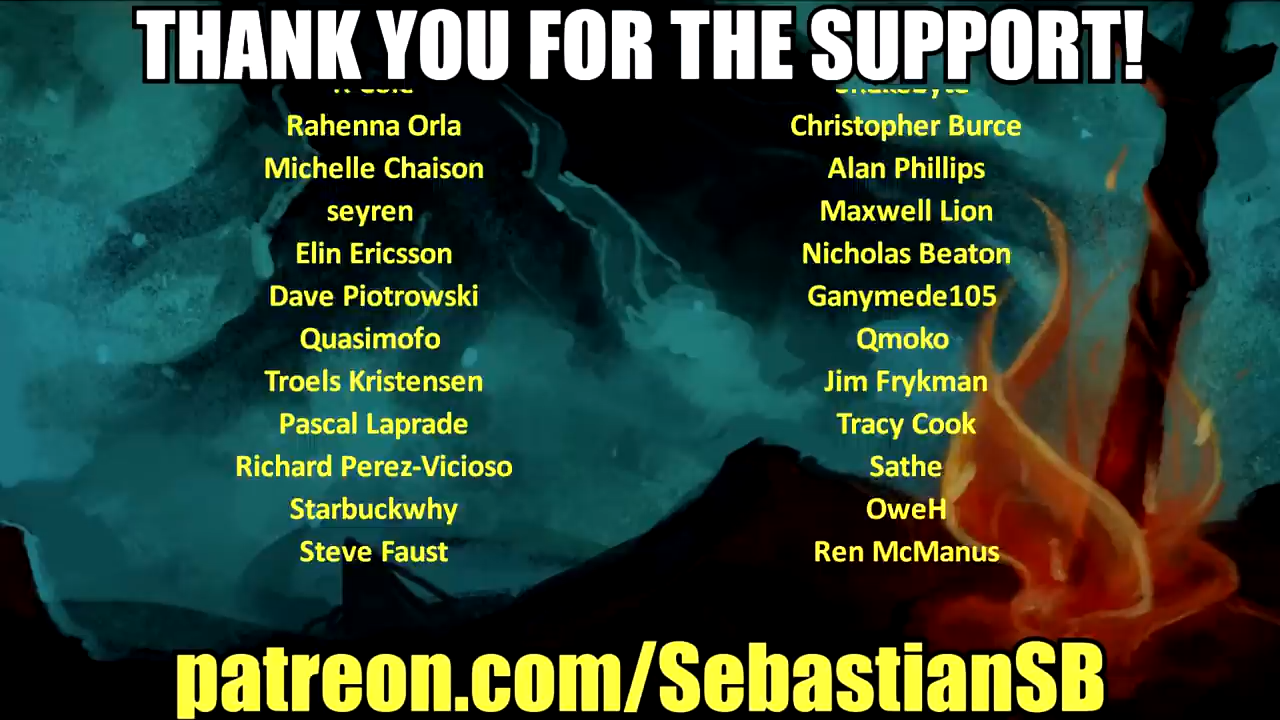 THANK YOU FOR THE SUPPORT!
Rahenna Orla
Michelle Chaison
seyren
Elin Ericsson
Dave Piotrowski
Quasimofo
Troels Kristensen
Pascal Laprade
Richard Perez-Vicioso
Starbuckwhy
Steve Faust
Christopher Burce
Alan Phillips
Maxwell Lion
Nicholas Beaton
Ganymede105
Qmoko
Jim Frykman
Tracy Cook
Sathe
OweH
Ren McManus
patreon.com/SebastianSB